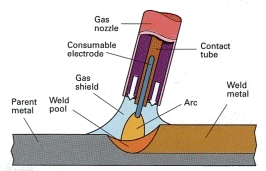 Gas
nozzle
Consumable
electrode
Contact
tube
Gas
shield
Weld
metal
Parent
metal
Weld
pool
Arc